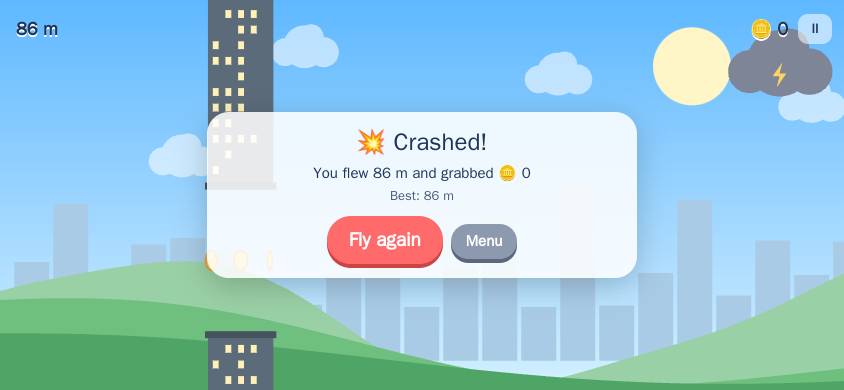 86 m
🪙 0
⏸
💥 Crashed!
You flew 86 m and grabbed 🪙 0
Best: 86 m
Fly again
Menu